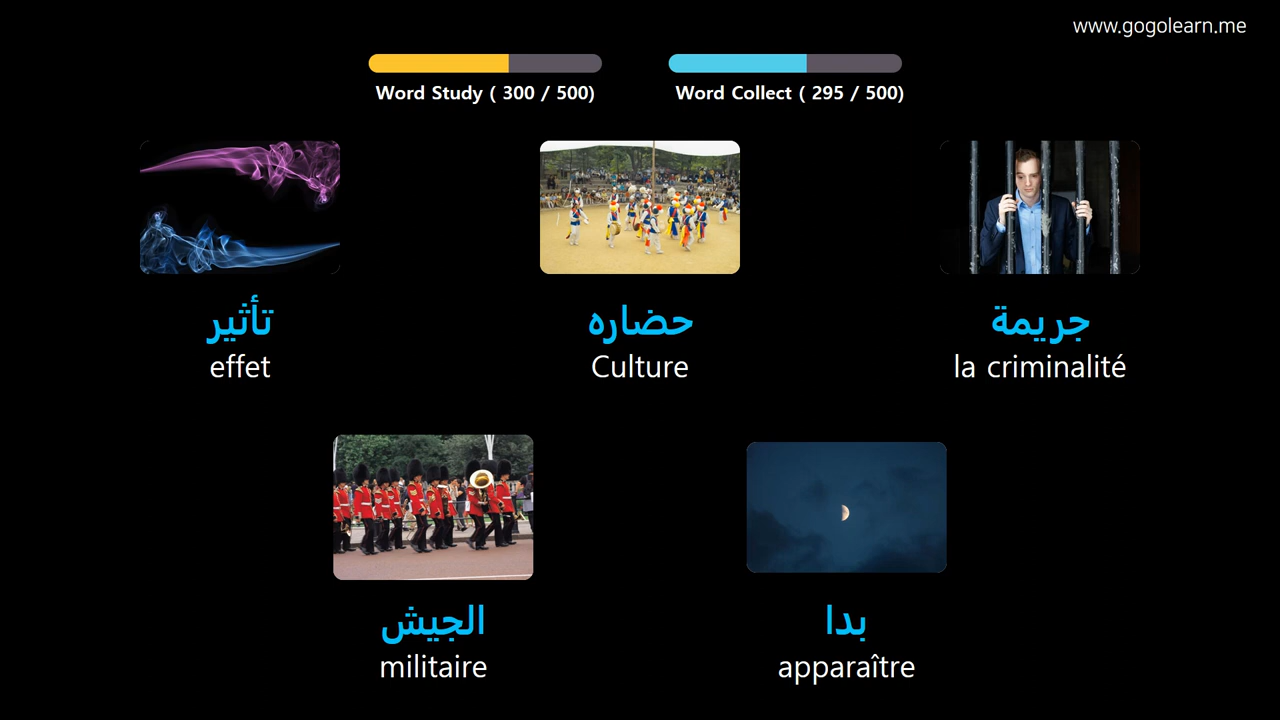 www.gogolearn.me
Word Study ( 300 / 500)
Word Collect ( 295 / 500)
تأثير
effet
حضاره
Culture
جريمة
la criminalité
الجيش
militaire
بدا
apparaître